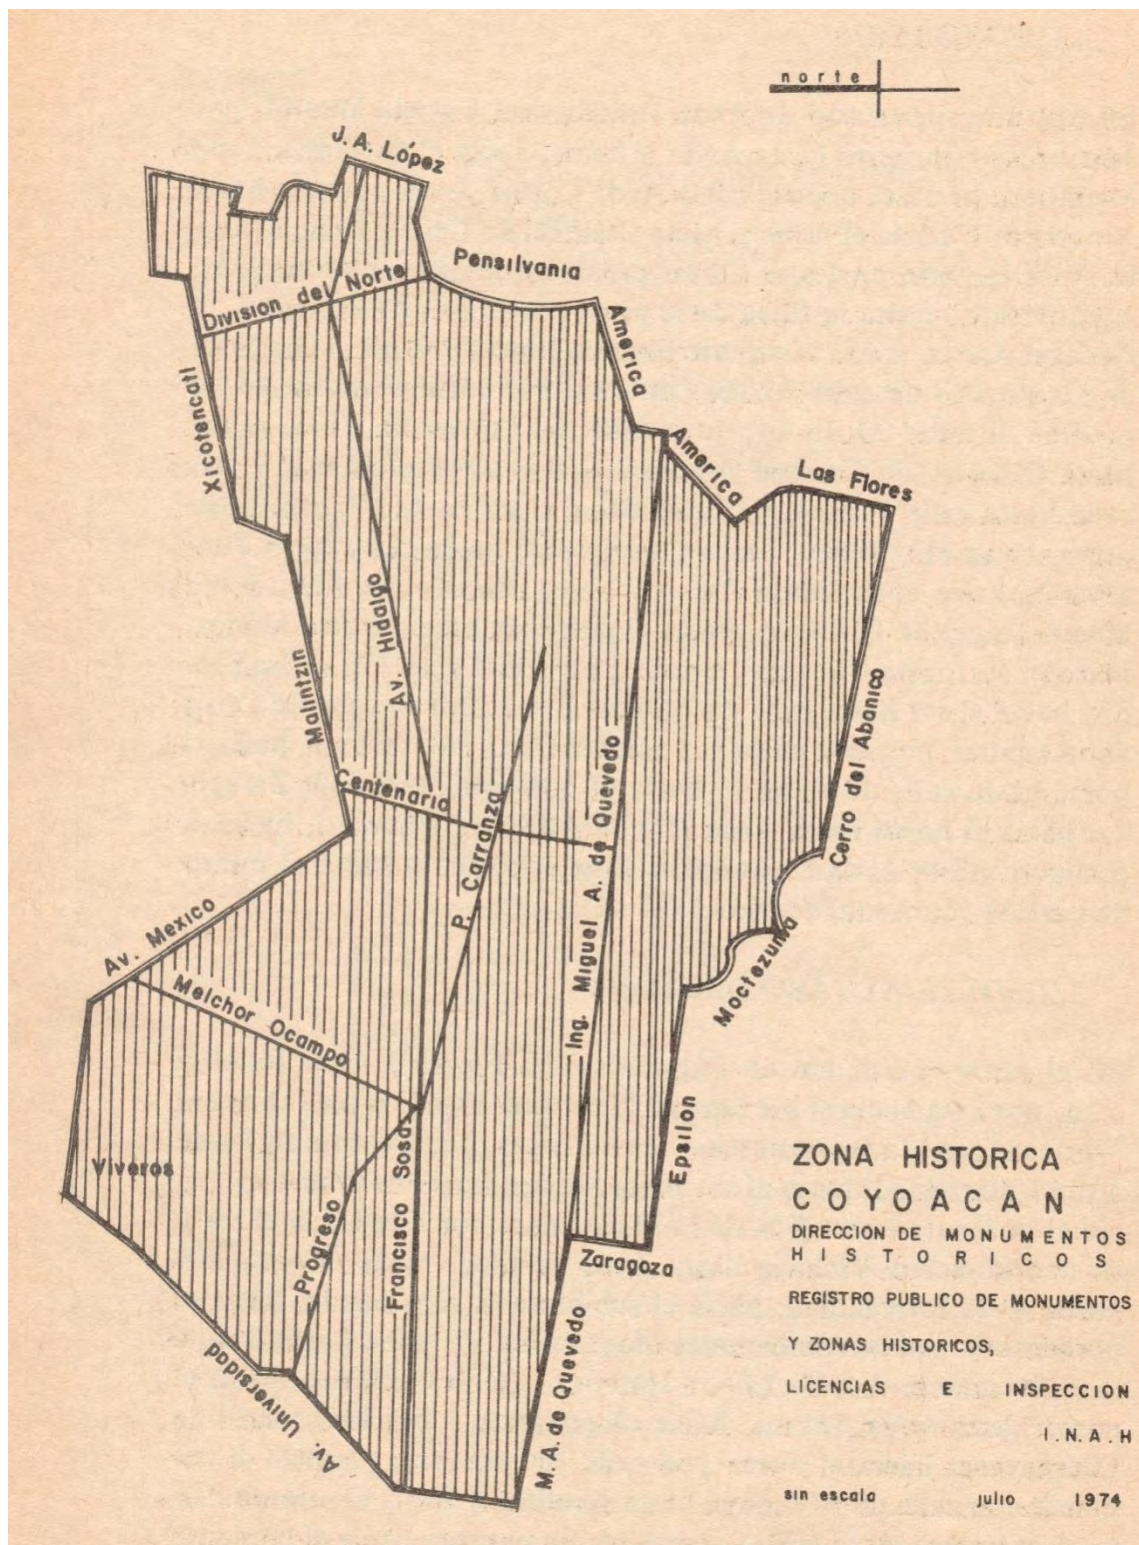 norte
J. A. López
Pensilvania
Division del Norte
America
Xicotencatl
America
Las Flores
Av. Hidalgo
Malintzin
Cerro del Abanico
Centenario
P. Carranza
Ing. Miguel A. de Quevedo
Av. Mexico
Moctezuma
Melchor Ocampo
Viveros
Epsilon
Francisco Sosa
Progreso
Zaragoza
Av. Universidad
M. A. de Quevedo
ZONA HISTORICA
COYOACAN
DIRECCION DE MONUMENTOS
HISTORICOS
REGISTRO PUBLICO DE MONUMENTOS
Y ZONAS HISTORICOS,
LICENCIAS E INSPECCION
I.N.A.H
sin escala julio 1974